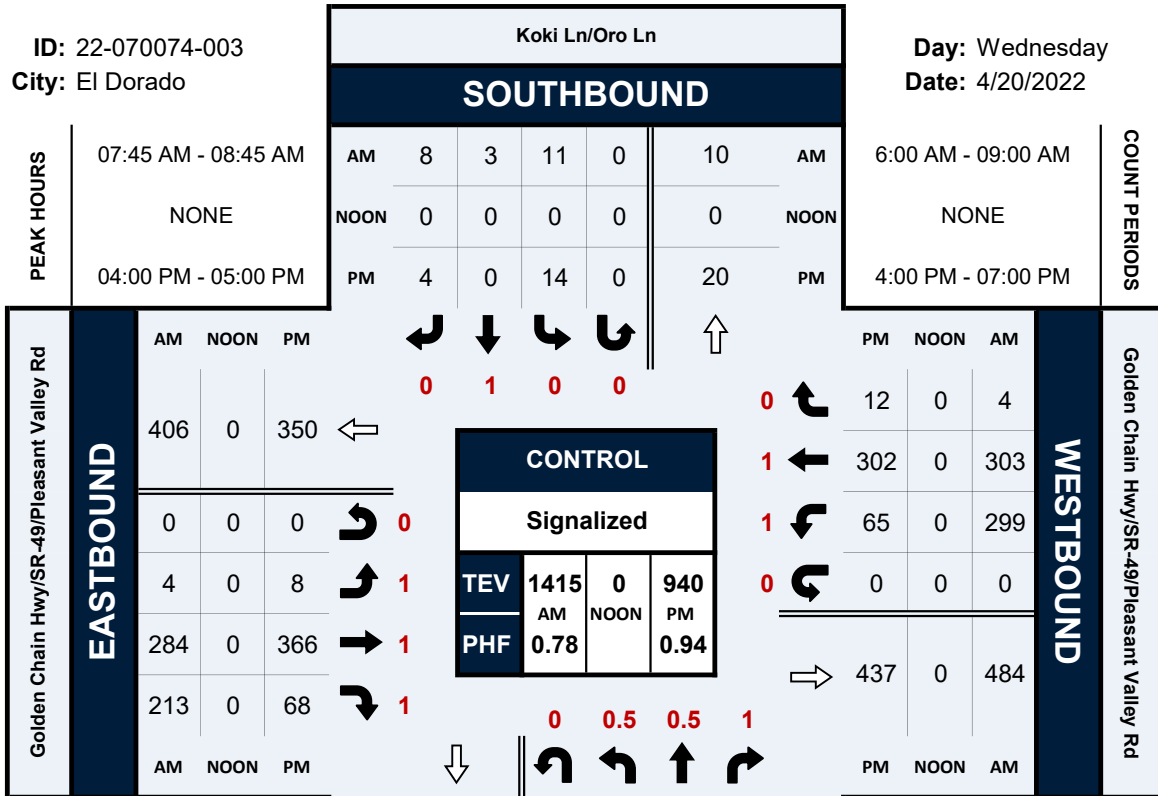 ID: 22-070074-003
City: El Dorado
Koki Ln/Oro Ln
SOUTHBOUND
Day: Wednesday
Date: 4/20/2022
PEAK HOURS
07:45 AM - 08:45 AM
NONE
04:00 PM - 05:00 PM
AM 8 3 11 0 10 AM
NOON 0 0 0 0 0 NOON
PM 4 0 14 0 20 PM
0 1 0 0
6:00 AM - 09:00 AM
NONE
4:00 PM - 07:00 PM
COUNT PERIODS
Golden Chain Hwy/SR-49/Pleasant Valley Rd
EASTBOUND
AM NOON PM
406 0 350
0 0 0 0
4 0 8 1
284 0 366 1
213 0 68 1
AM NOON PM
CONTROL
Signalized
TEV 1415 0 940
AM NOON PM
PHF 0.78 0.94
0 0.5 0.5 1
PM NOON AM
0 12 0 4
1 302 0 303
1 65 0 299
0 0 0 0
437 0 484
PM NOON AM
WESTBOUND
Golden Chain Hwy/SR-49/Pleasant Valley Rd